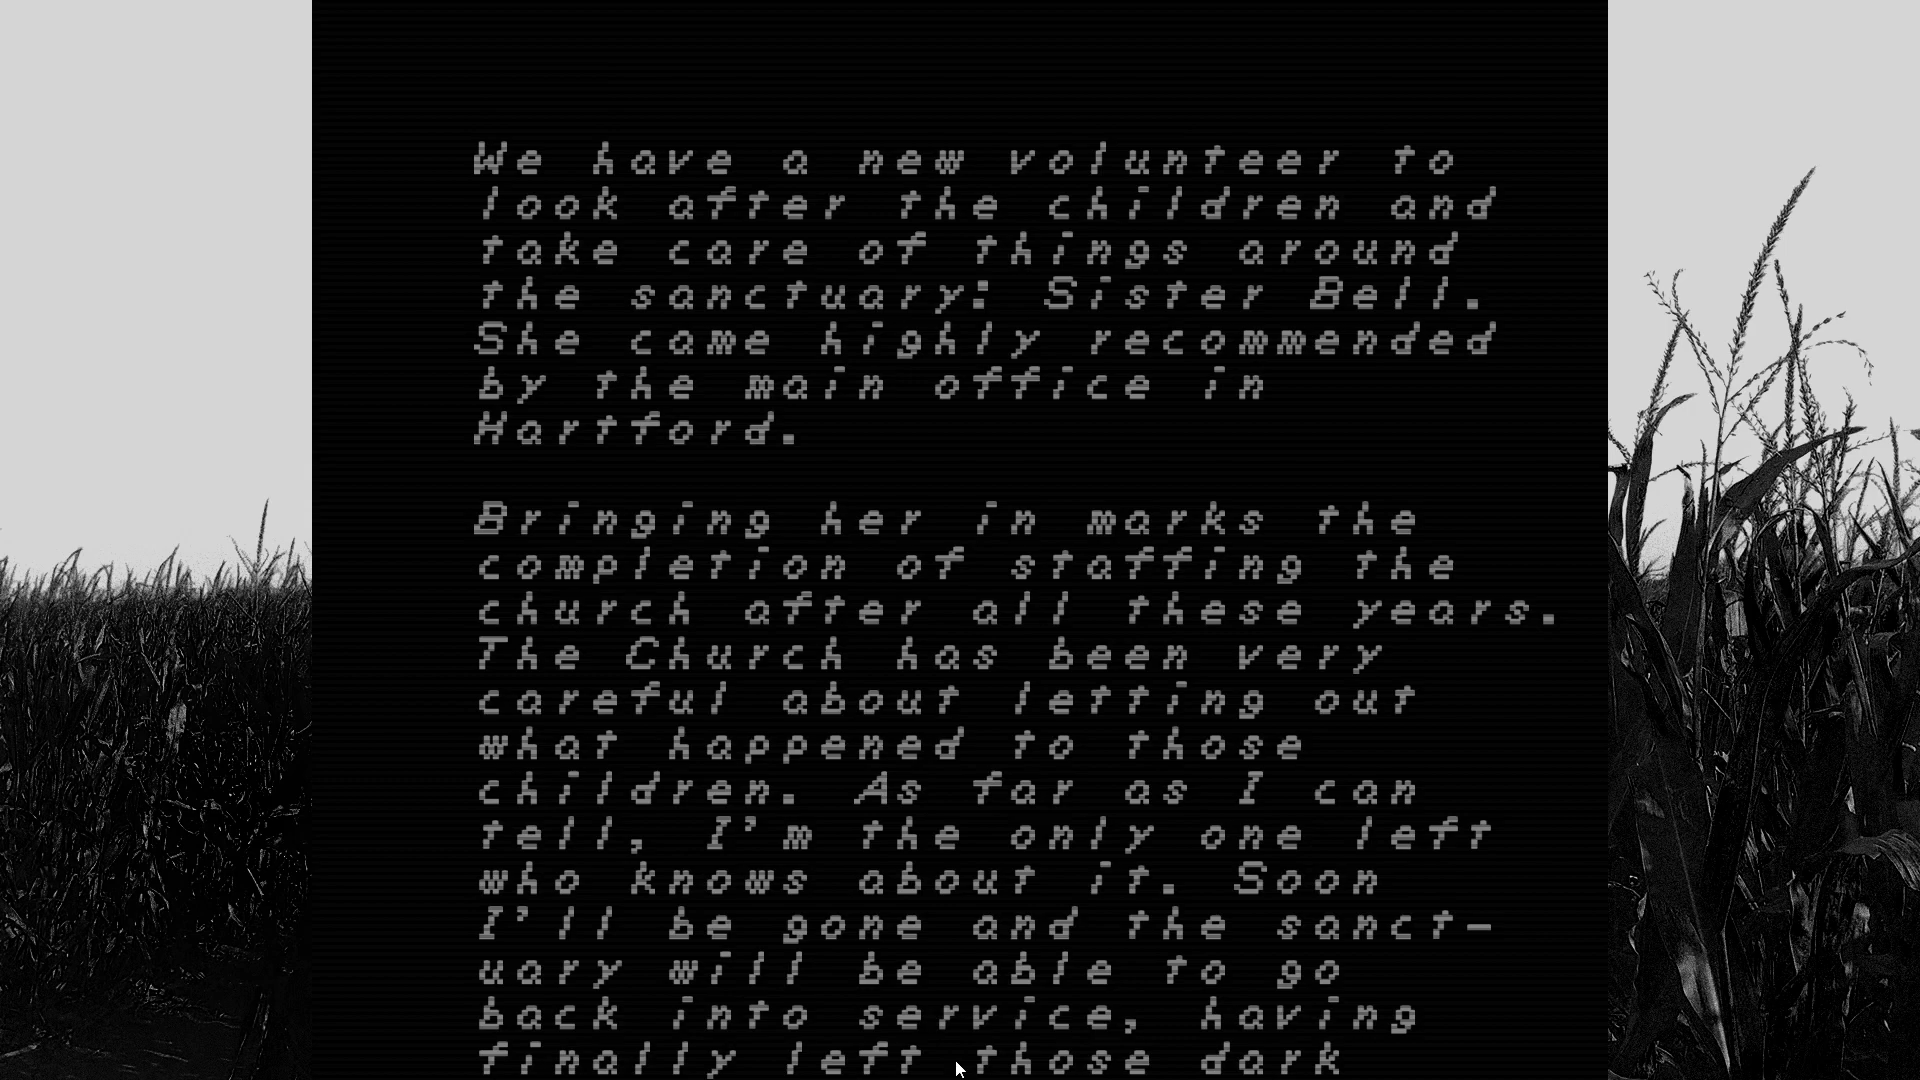 We have a new volunteer to
look after the children and
take care of things around
the sanctuary: Sister Bell.
She came highly recommended
by the main office in
Hartford.
Bringing her in marks the
completion of staffing the
church after all these years.
The Church has been very
careful about letting out
what happened to those
children. As far as I can
tell, I'm the only one left
who knows about it. Soon
I'll be gone and the sanct-
uary will be able to go
back into service, having
finally left those dark